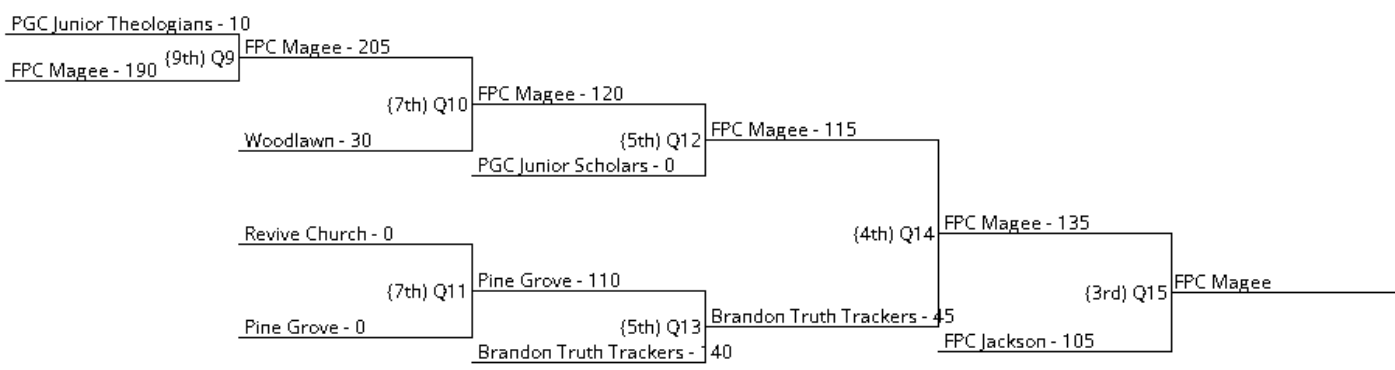 PGC Junior Theologians - 10
{9th) Q9
FPC Magee - 190
FPC Magee - 205
{7th) Q10
Woodlawn - 30
FPC Magee - 120
{5th) Q12
PGC Junior Scholars - 0
FPC Magee - 115
{4th) Q14
Revive Church - 0
{7th) Q11
Pine Grove - 0
Pine Grove - 110
{5th) Q13
Brandon Truth Trackers - 40
Brandon Truth Trackers - 45
FPC Magee - 135
{3rd) Q15
FPC Jackson - 105
FPC Magee